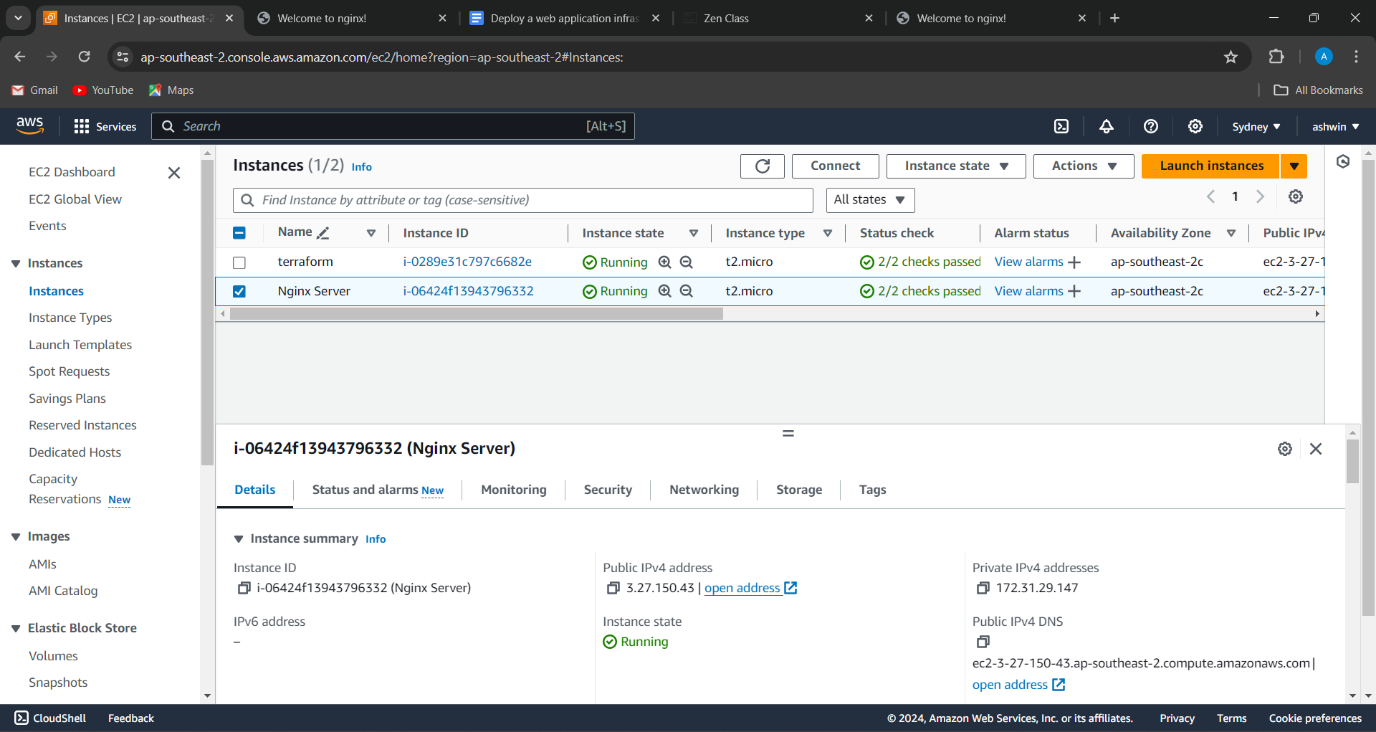 Instances | EC2 | ap-southeast-2
Welcome to nginx!
Deploy a web application infras
Zen Class
Welcome to nginx!
ap-southeast-2.console.aws.amazon.com/ec2/home?region=ap-southeast-2#Instances:
A
Gmail
YouTube
Maps
All Bookmarks
aws
Services
Search
[Alt+S]
Sydney
ashwin
EC2 Dashboard
EC2 Global View
Events
Instances
Instances
Instance Types
Launch Templates
Spot Requests
Savings Plans
Reserved Instances
Dedicated Hosts
Capacity
Reservations New
Images
AMIs
AMI Catalog
Elastic Block Store
Volumes
Snapshots
Instances (1/2) Info
Connect
Instance state
Actions
Launch instances
Find Instance by attribute or tag (case-sensitive)
All states
1
Name Instance ID Instance state Instance type Status check Alarm status Availability Zone Public IPv4
terraform i-0289e31c797c6682e Running t2.micro 2/2 checks passed View alarms + ap-southeast-2c ec2-3-27-1
Nginx Server i-06424f13943796332 Running t2.micro 2/2 checks passed View alarms + ap-southeast-2c ec2-3-27-1
i-06424f13943796332 (Nginx Server)
Details
Status and alarms New
Monitoring
Security
Networking
Storage
Tags
Instance summary Info
Instance ID
i-06424f13943796332 (Nginx Server)
IPv6 address
–
Public IPv4 address
3.27.150.43 | open address
Instance state
Running
Private IPv4 addresses
172.31.29.147
Public IPv4 DNS
ec2-3-27-150-43.ap-southeast-2.compute.amazonaws.com |
open address
CloudShell
Feedback
© 2024, Amazon Web Services, Inc. or its affiliates.
Privacy
Terms
Cookie preferences